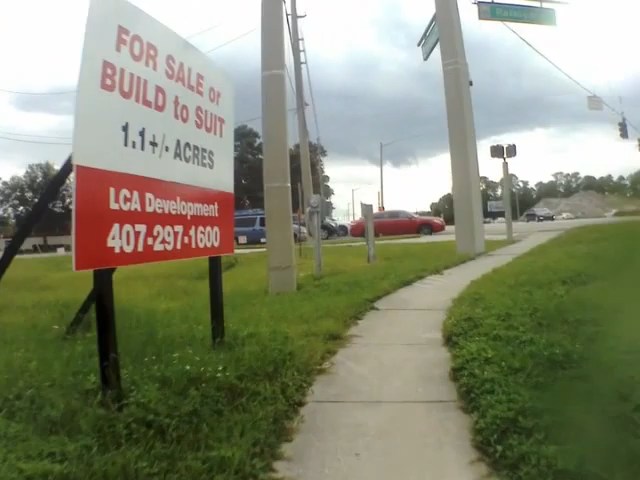 FOR SALE or
BUILD to SUIT
1.1+/- ACRES
LCA Development
407-297-1600